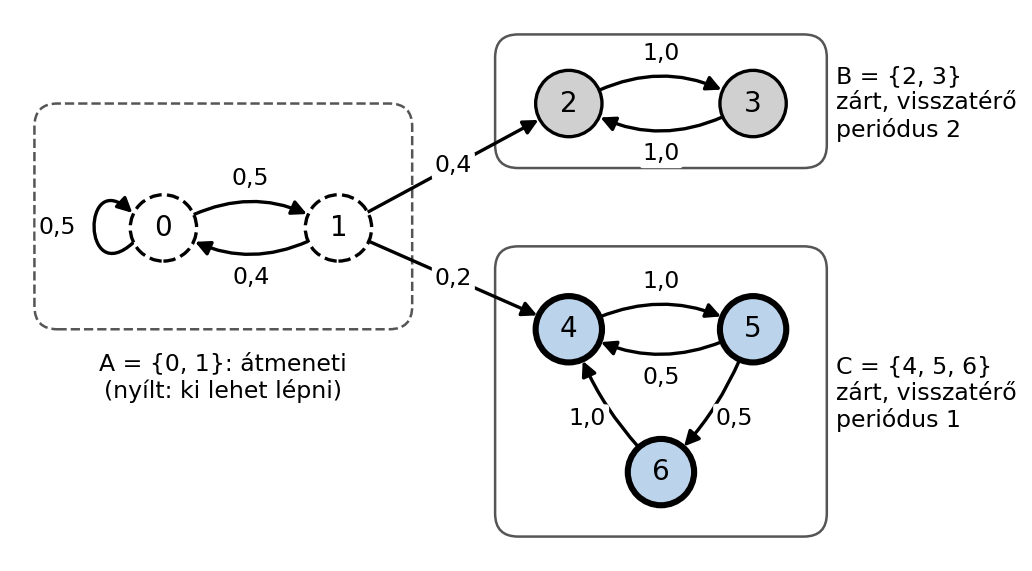 0,5
0
0,5
1
0,4
A = {0, 1}: átmeneti
(nyílt: ki lehet lépni)
0,4
0,2
1,0
2
3
1,0
B = {2, 3}
zárt, visszatérő
periódus 2
1,0
4
5
0,5
1,0
0,5
6
C = {4, 5, 6}
zárt, visszatérő
periódus 1